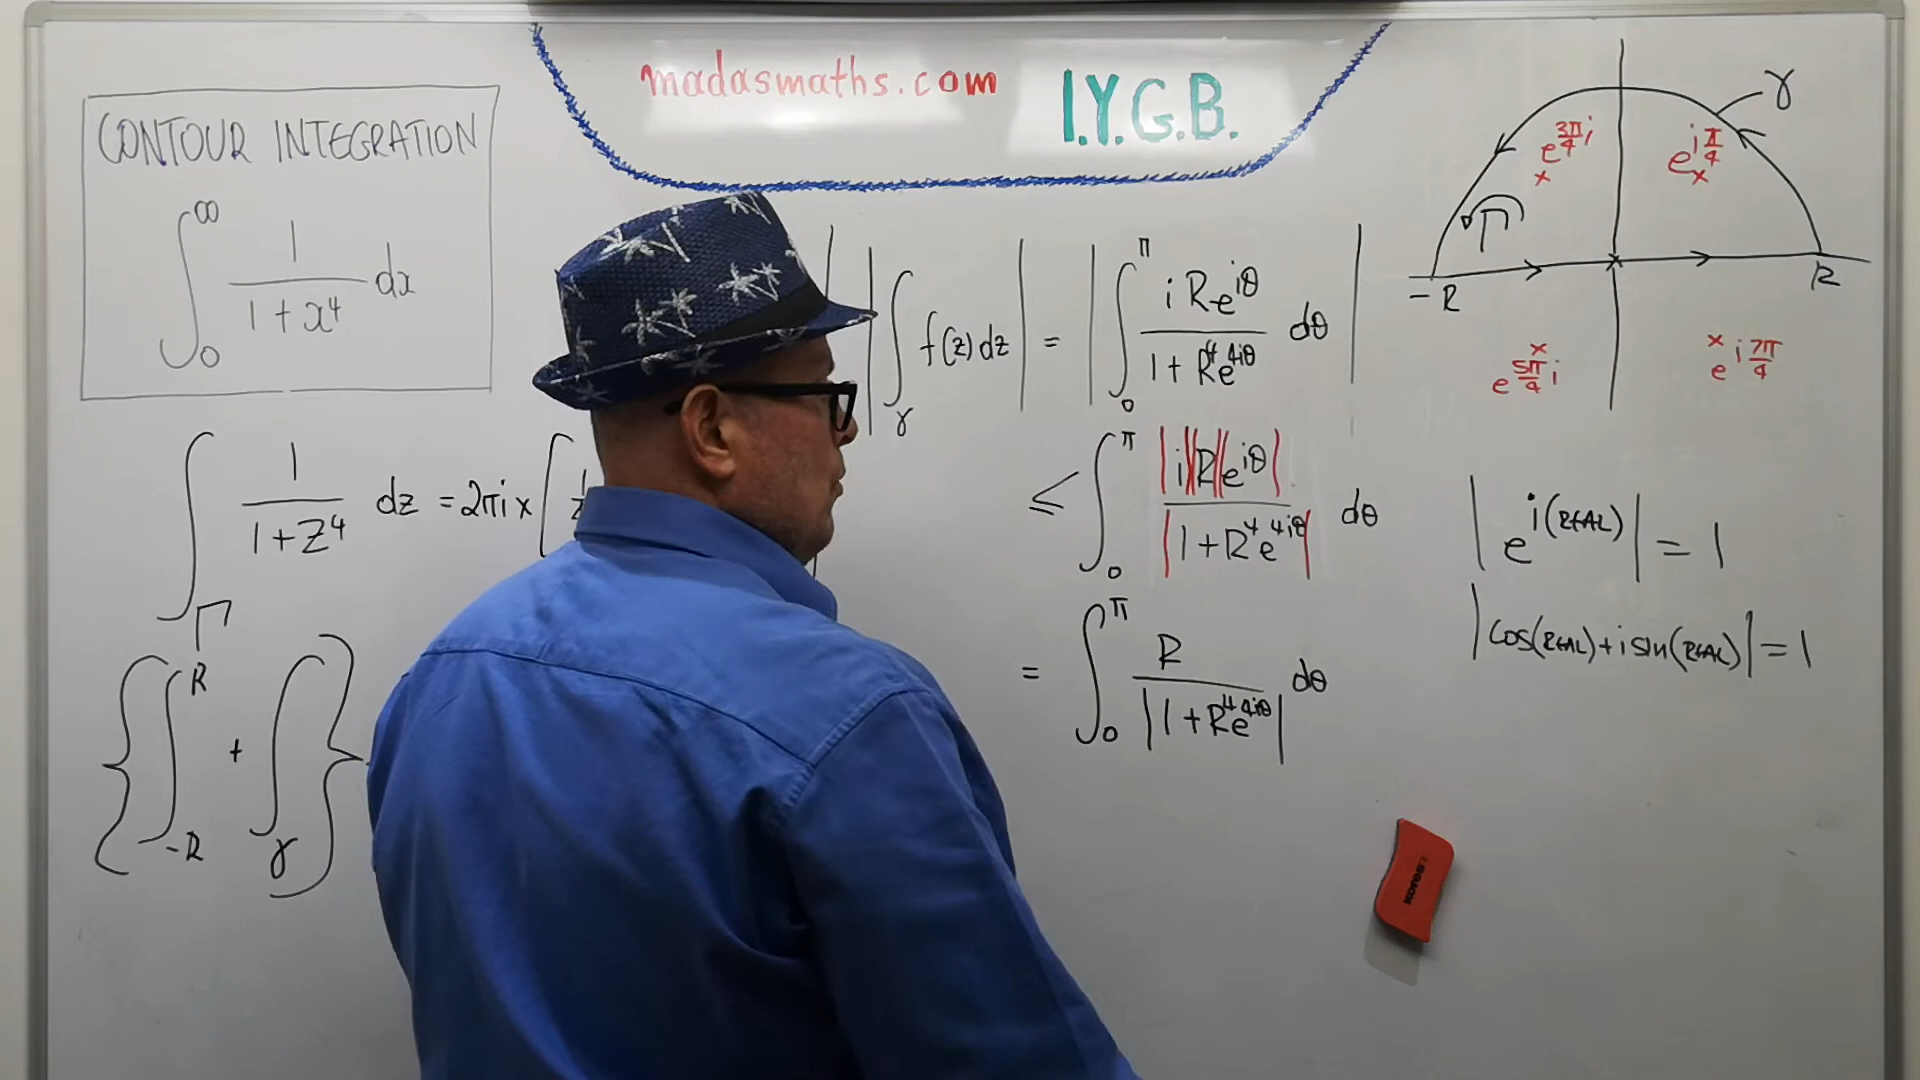 madasmaths.com I.Y.G.B.
CONTOUR INTEGRATION
∫₀^∞ 1/(1+x⁴) dx
∫_Γ 1/(1+z⁴) dz = 2πi × [
{ ∫_{-R}^{R} + ∫_γ }
| ∫_γ f(z)dz | = | ∫₀^π iRe^{iθ}/(1+R⁴e^{4iθ}) dθ |
≤ ∫₀^π |i||R||e^{iθ}|/|1+R⁴e^{4iθ}| dθ
= ∫₀^π R/|1+R⁴e^{4iθ}| dθ
γ
e^{3π/4 i} e^{iπ/4}
Γ
-R R
e^{5π/4 i} e^{i7π/4}
|e^{i(REAL)}| = 1
|cos(REAL)+i sin(REAL)| = 1